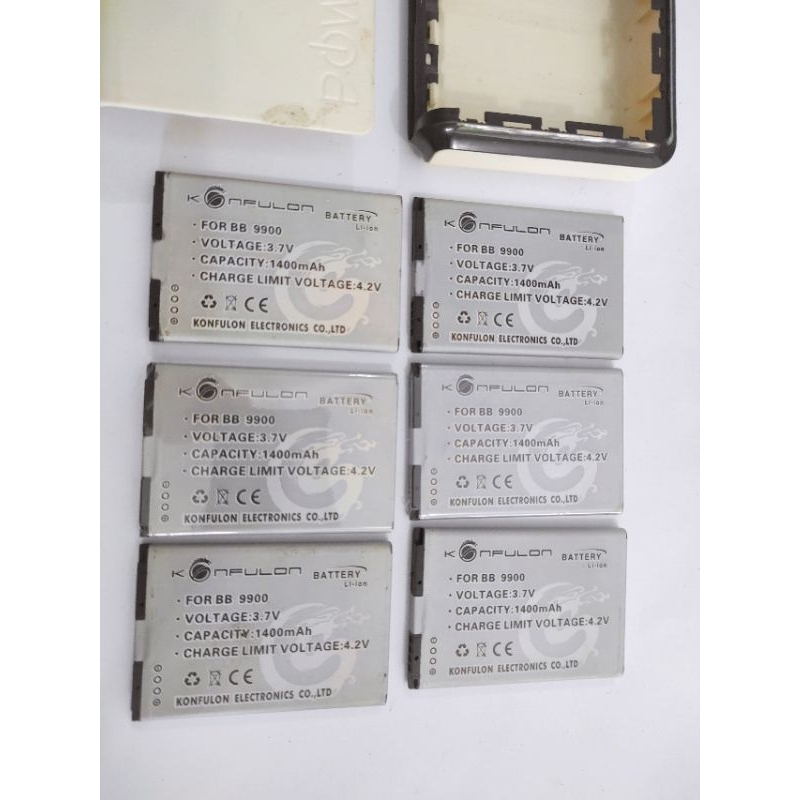 KONFULON BATTERY
Li-ion
· FOR BB 9900
· VOLTAGE:3.7V
· CAPACITY:1400mAh
· CHARGE LIMIT VOLTAGE:4.2V
CE
KONFULON ELECTRONICS CO.,LTD
KONFULON BATTERY
Li-ion
· FOR BB 9900
· VOLTAGE:3.7V
· CAPACITY:1400mAh
· CHARGE LIMIT VOLTAGE:4.2V
CE
KONFULON ELECTRONICS CO.,LTD
KONFULON BATTERY
Li-ion
· FOR BB 9900
· VOLTAGE:3.7V
· CAPACITY:1400mAh
· CHARGE LIMIT VOLTAGE:4.2V
CE
KONFULON ELECTRONICS CO.,LTD
KONFULON BATTERY
Li-ion
· FOR BB 9900
· VOLTAGE:3.7V
· CAPACITY:1400mAh
· CHARGE LIMIT VOLTAGE:4.2V
CE
KONFULON ELECTRONICS CO.,LTD
KONFULON BATTERY
Li-ion
· FOR BB 9900
· VOLTAGE:3.7V
· CAPACITY:1400mAh
· CHARGE LIMIT VOLTAGE:4.2V
CE
KONFULON ELECTRONICS CO.,LTD
KONFULON BATTERY
Li-ion
· FOR BB 9900
· VOLTAGE:3.7V
· CAPACITY:1400mAh
· CHARGE LIMIT VOLTAGE:4.2V
CE
KONFULON ELECTRONICS CO.,LTD